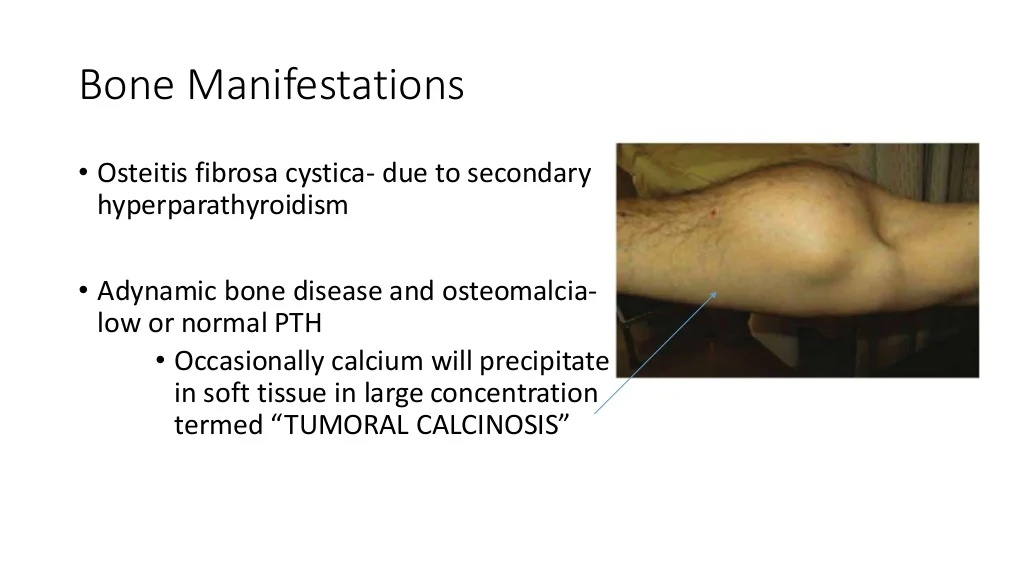 Bone Manifestations
• Osteitis fibrosa cystica- due to secondary
hyperparathyroidism
• Adynamic bone disease and osteomalcia-
low or normal PTH
• Occasionally calcium will precipitate
in soft tissue in large concentration
termed “TUMORAL CALCINOSIS”